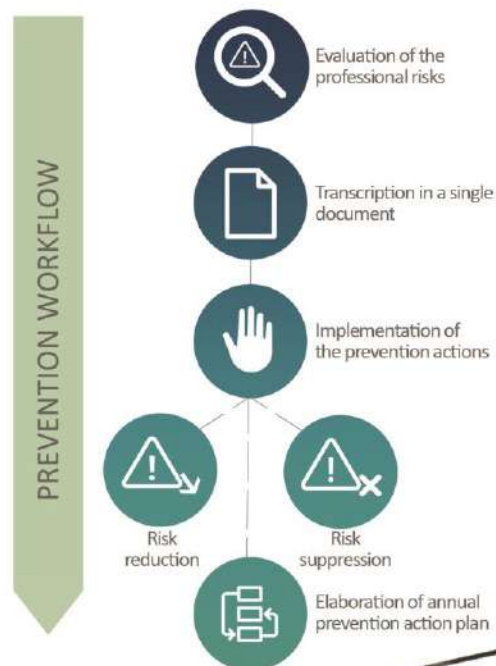 PREVENTION WORKFLOW
Evaluation of the
professional risks
Transcription in a single
document
Implementation of
the prevention actions
Risk
reduction
Risk
suppression
Elaboration of annual
prevention action plan